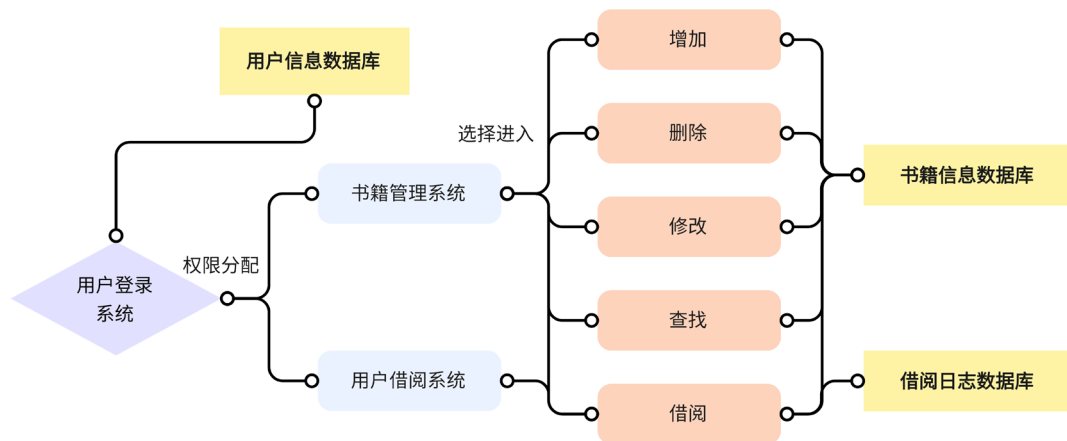 用户信息数据库
增加
选择进入
删除
书籍信息数据库
书籍管理系统
修改
权限分配
用户登录
系统
查找
用户借阅系统
借阅日志数据库
借阅